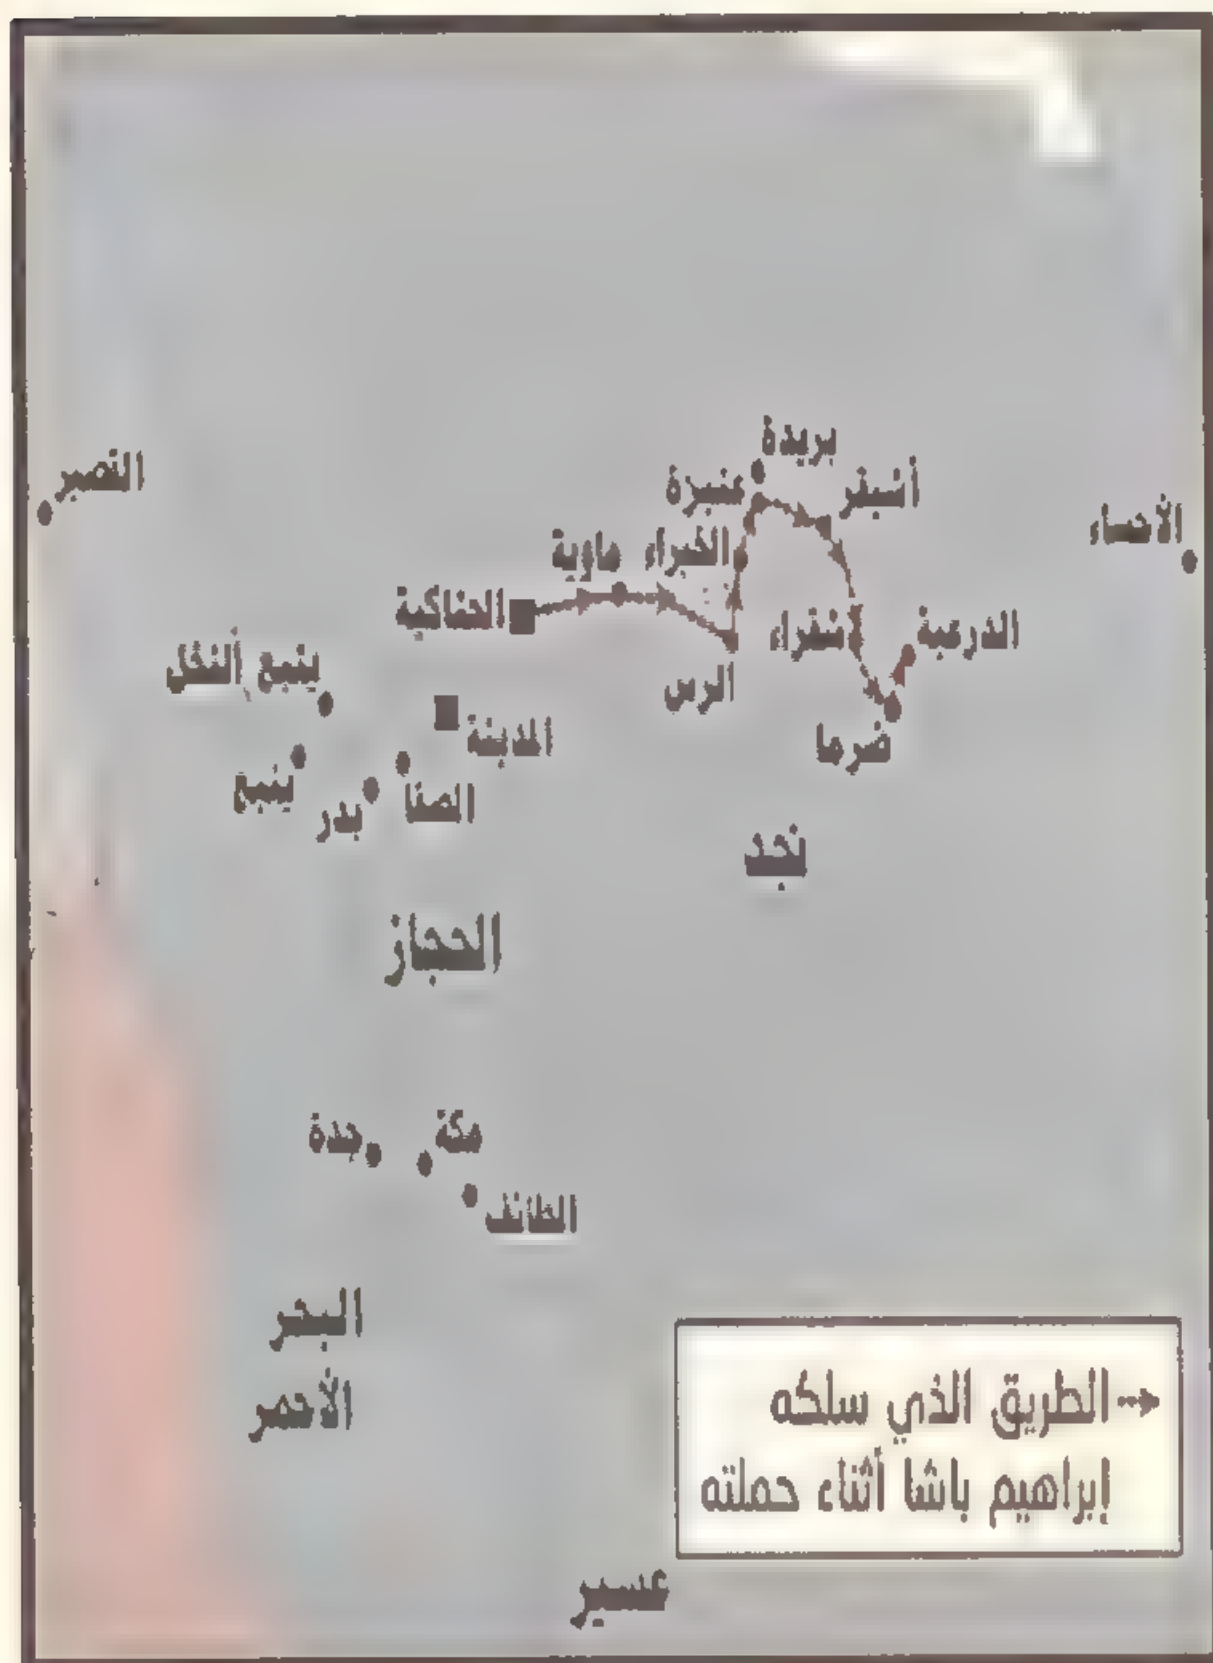 بريدة
عنيزة
أشيقر
القصير
الأحساء
الخبراء
ماوية
الحناكية
الدرعية
شقراء
ينبع ألنخل
الرس
المدينة
ضرما
ينبع
بدر
الصفا
نجد
الحجاز
مكة
جدة
الطائف
البحر
الأحمر
الطريق الذي سلكه
إبراهيم باشا أثناء حملته
عسير